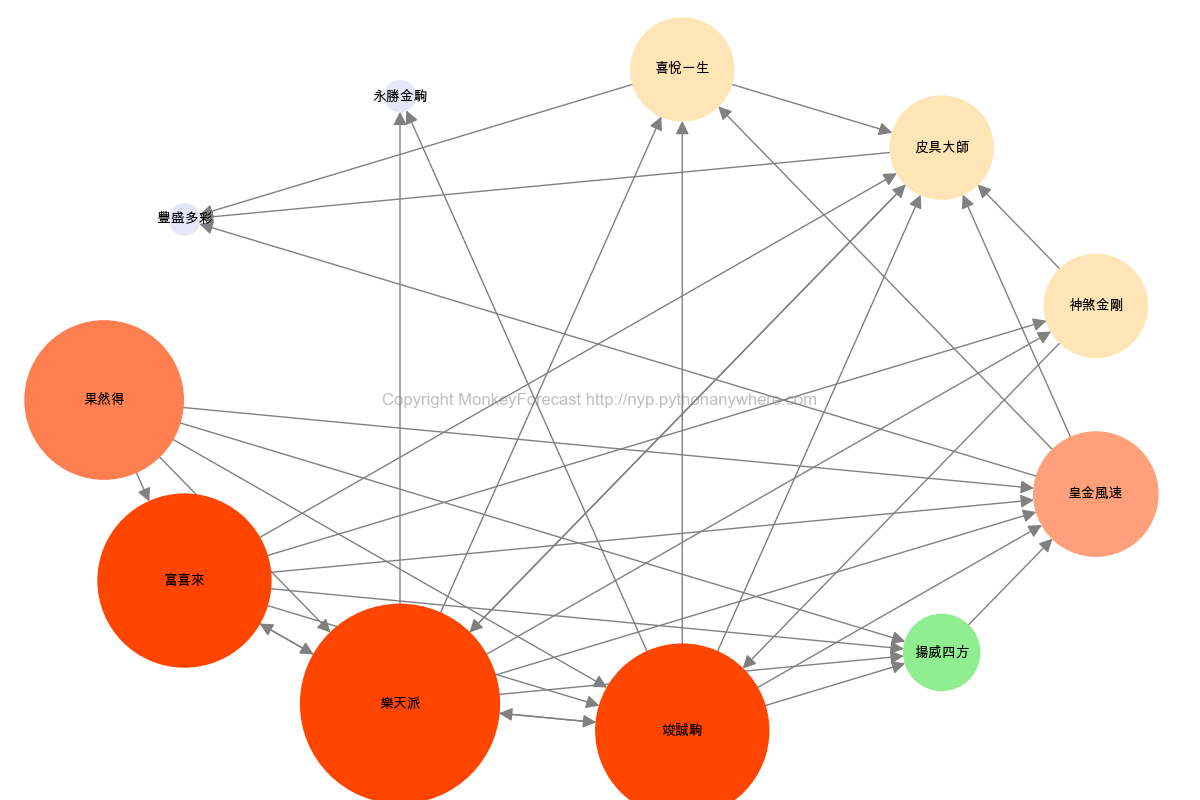 喜悅一生
永勝金駒
皮具大師
豐盛多彩
神煞金剛
果然得
Copyright MonkeyForecast http://nyp.pythonanywhere.com
皇金風速
富喜來
揚威四方
樂天派
竣誠駒